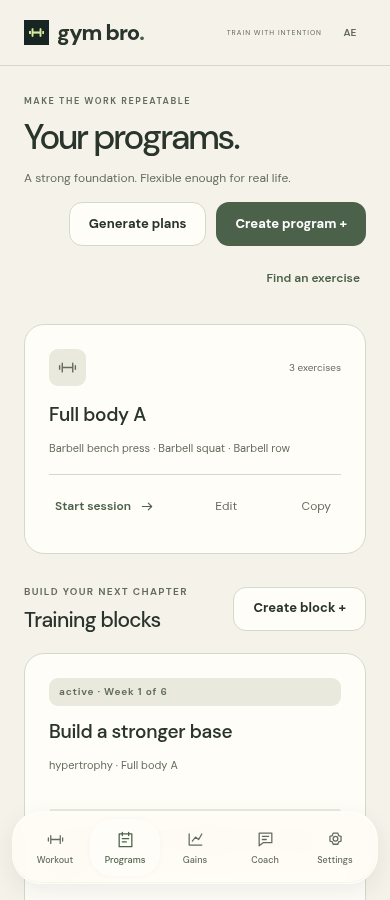 gym bro.
TRAIN WITH INTENTION
AE
MAKE THE WORK REPEATABLE
Your programs.
A strong foundation. Flexible enough for real life.
Generate plans
Create program +
Find an exercise
3 exercises
Full body A
Barbell bench press · Barbell squat · Barbell row
Start session →
Edit
Copy
BUILD YOUR NEXT CHAPTER
Training blocks
Create block +
active · Week 1 of 6
Build a stronger base
hypertrophy · Full body A
Workout
Programs
Gains
Coach
Settings